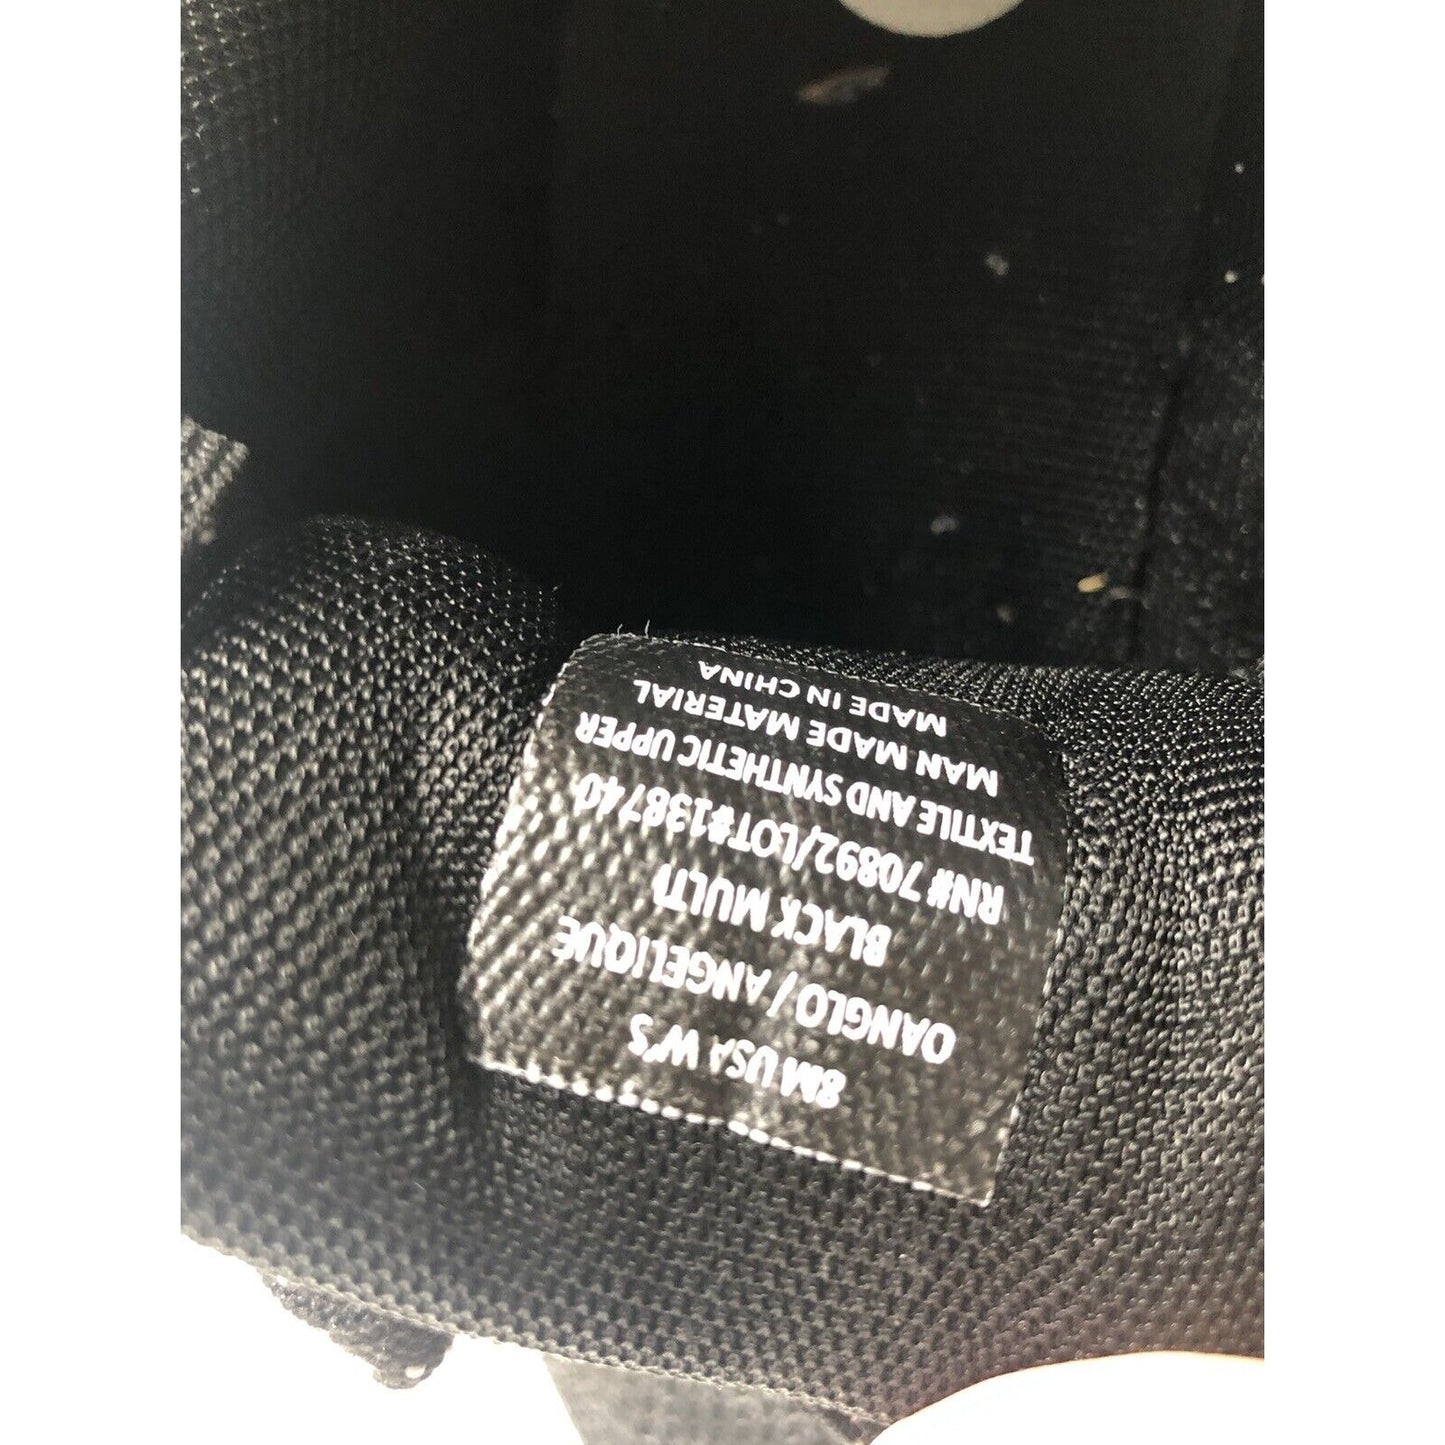 8M USA W'S
OANGLO / ANGELIQUE
BLACK MULTI
RN# 70892/LOT#138740
TEXTILE AND SYNTHETIC UPPER
MAN MADE MATERIAL
MADE IN CHINA